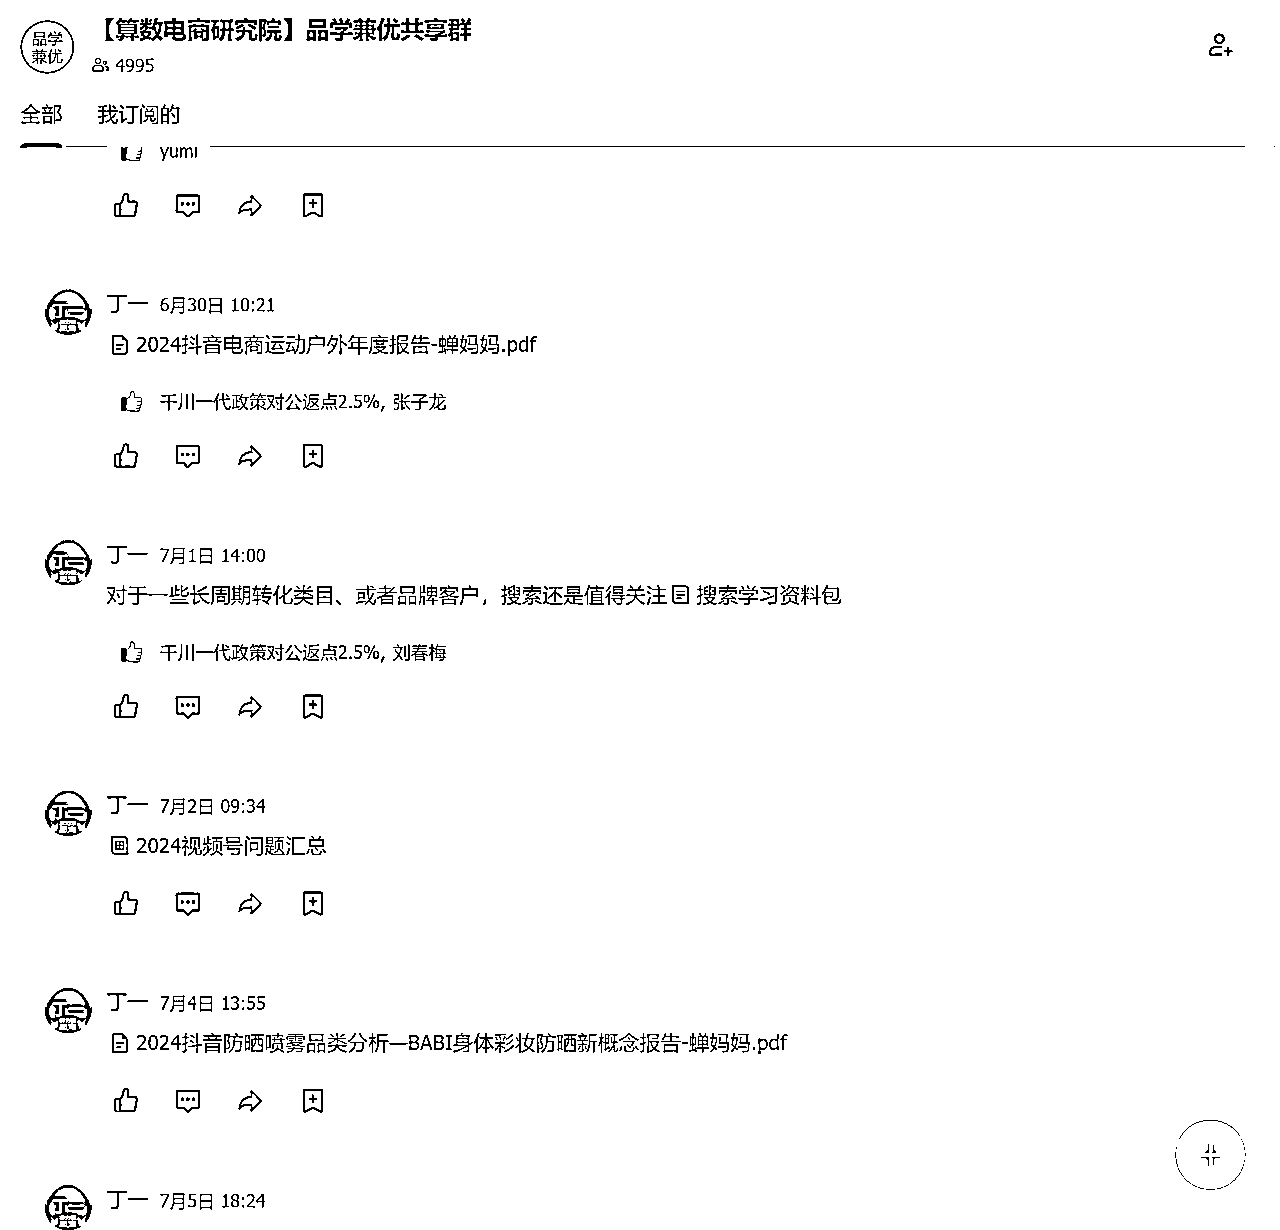 品学
兼优
【算数电商研究院】品学兼优共享群
4995
全部 我订阅的
yumi
丁一 6月30日 10:21
2024抖音电商运动户外年度报告-蝉妈妈.pdf
千川一代政策对公返点2.5%, 张子龙
丁一 7月1日 14:00
对于一些长周期转化类目、或者品牌客户，搜索还是值得关注 搜索学习资料包
千川一代政策对公返点2.5%, 刘春梅
丁一 7月2日 09:34
2024视频号问题汇总
丁一 7月4日 13:55
2024抖音防晒喷雾品类分析—BABI身体彩妆防晒新概念报告-蝉妈妈.pdf
丁一 7月5日 18:24